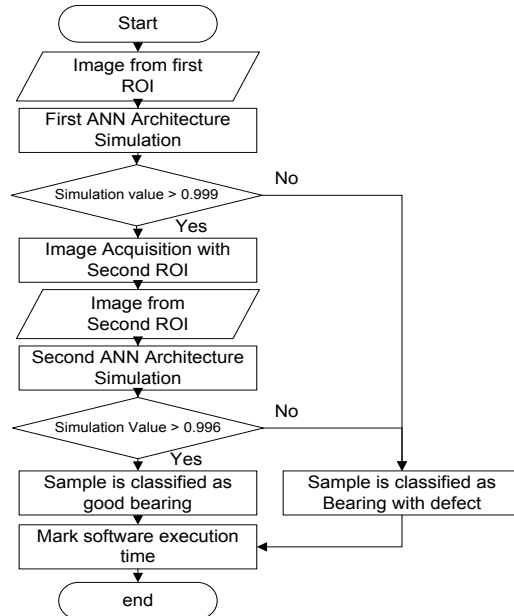 Start
Image from first
ROI
First ANN Architecture
Simulation
Simulation value > 0.999
No
Yes
Image Acquisition with
Second ROI
Image from
Second ROI
Second ANN Architecture
Simulation
Simulation Value > 0.996
No
Yes
Sample is classified as
good bearing
Sample is classified as
Bearing with defect
Mark software execution
time
end